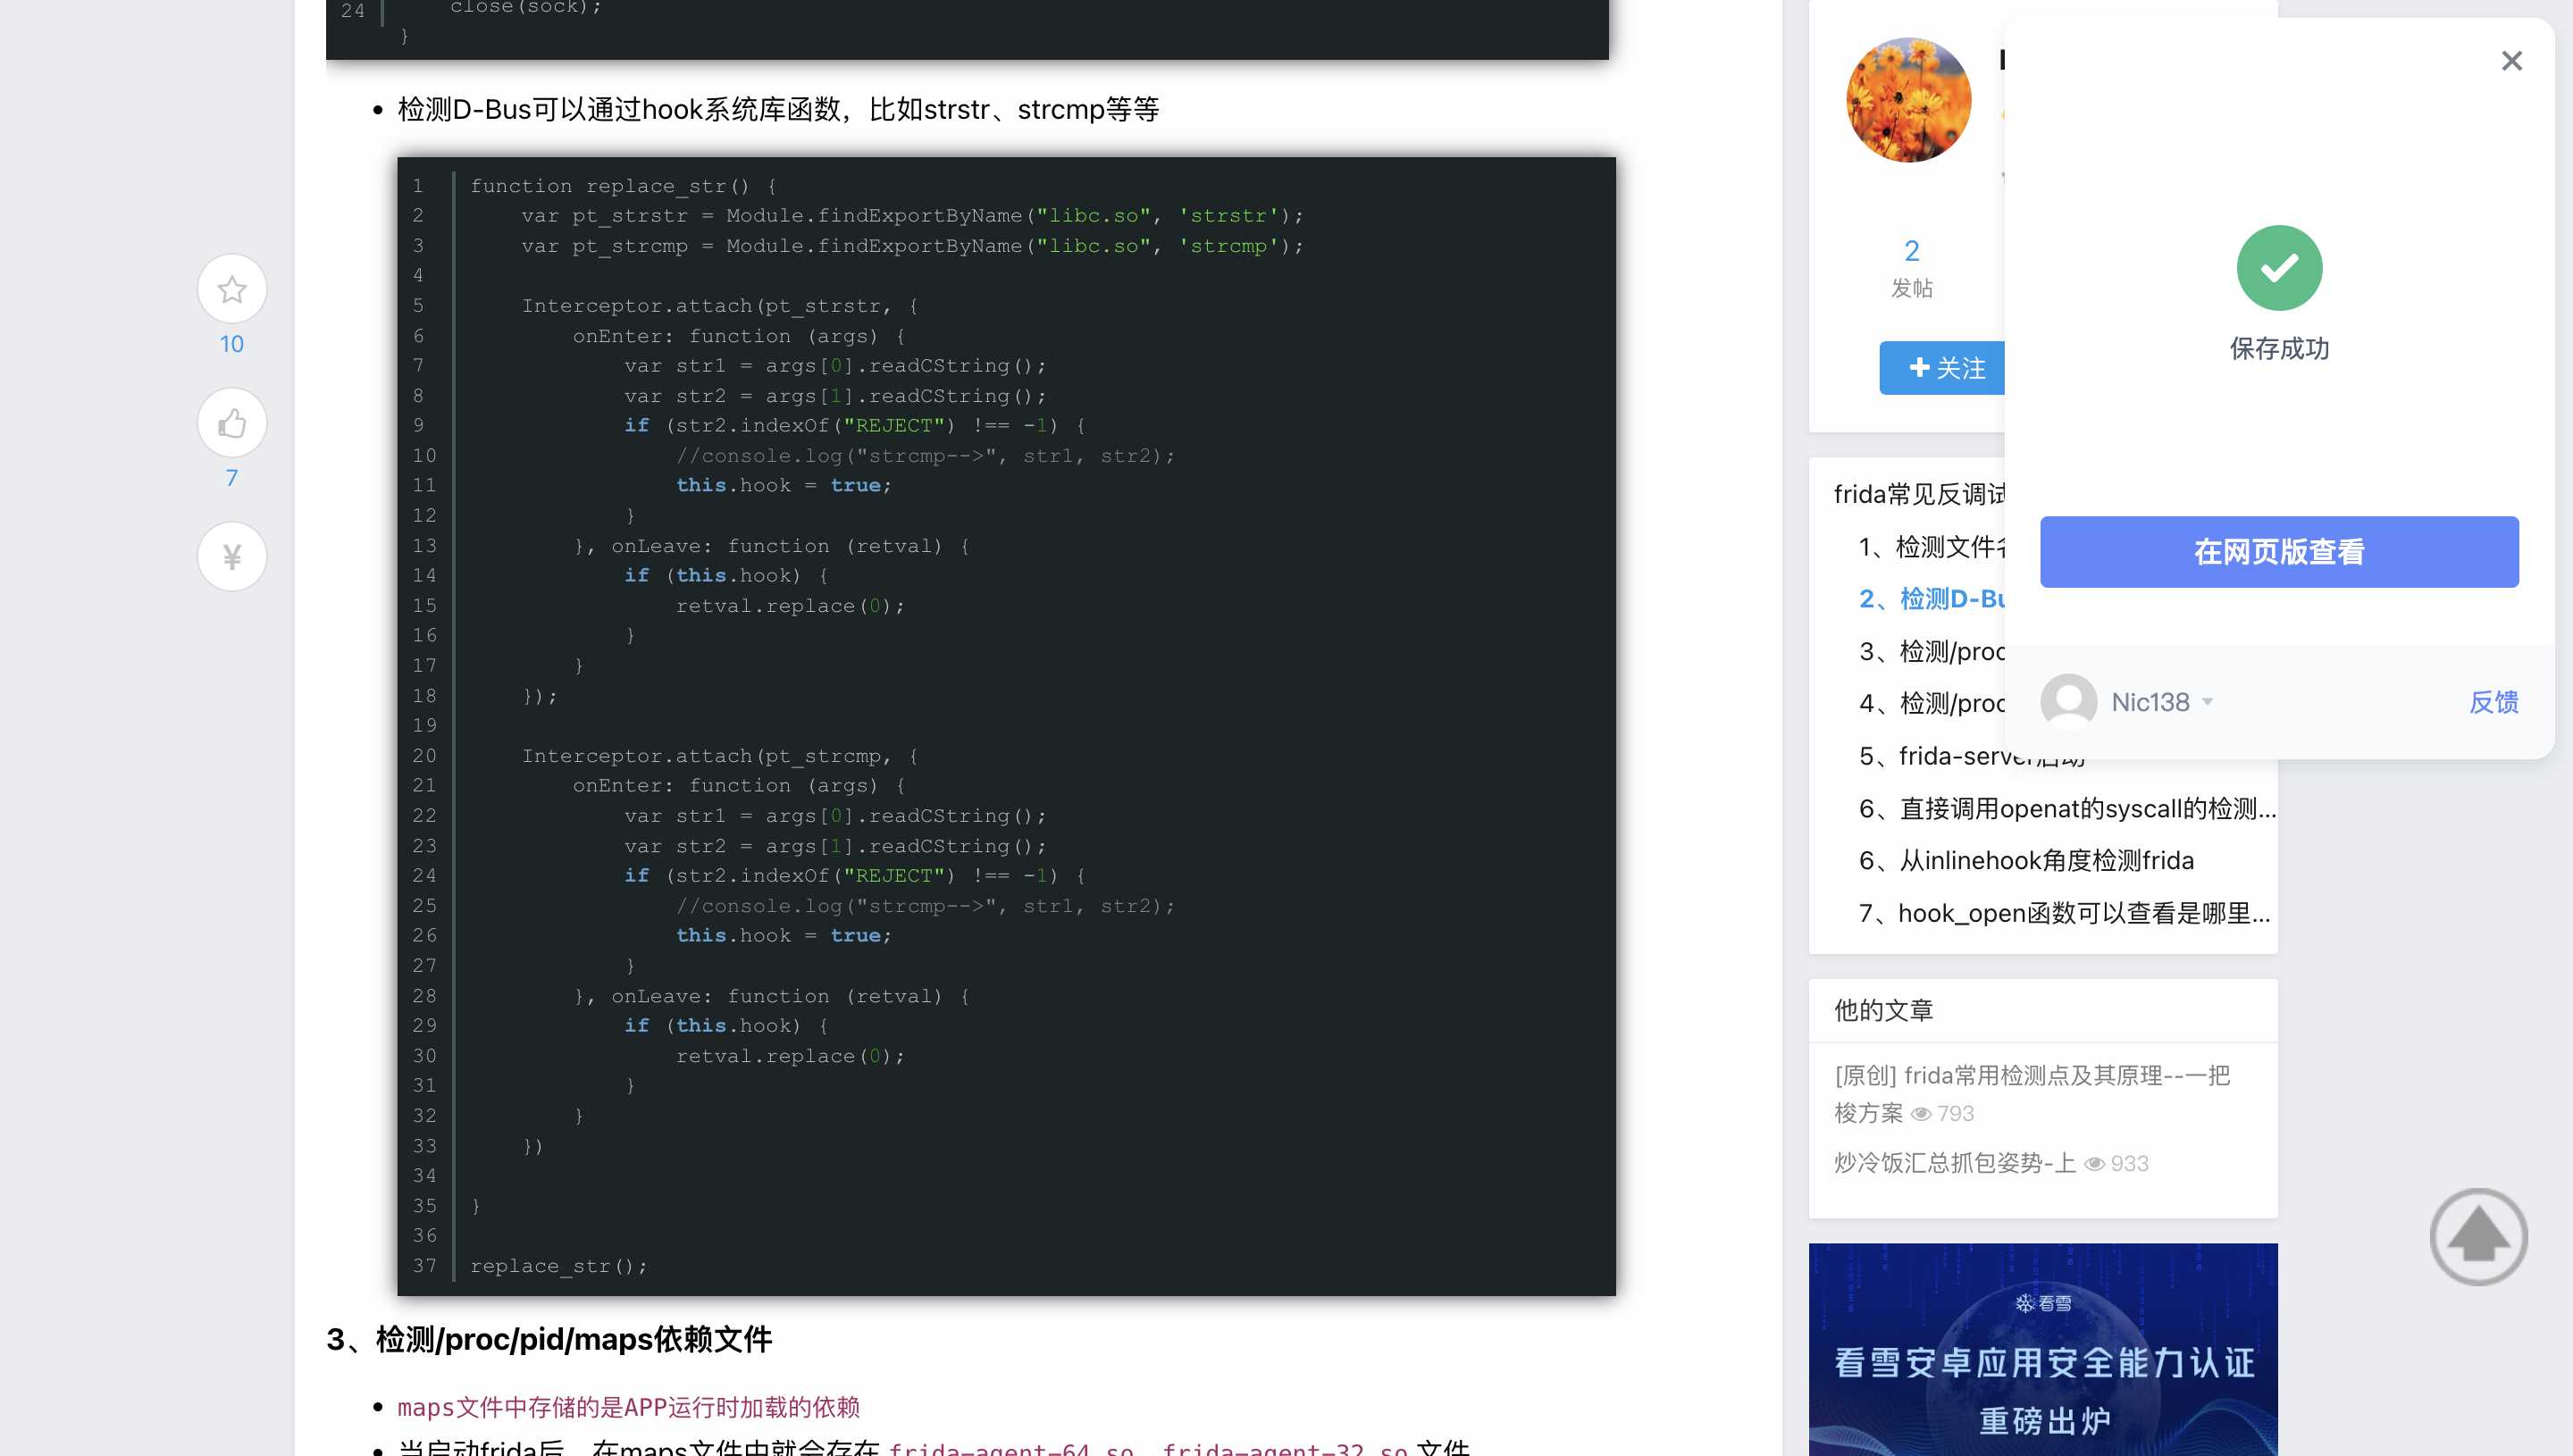 24 close(sock);
}
检测D-Bus可以通过hook系统库函数，比如strstr、strcmp等等
1 function replace_str() {
2 var pt_strstr = Module.findExportByName("libc.so", 'strstr');
3 var pt_strcmp = Module.findExportByName("libc.so", 'strcmp');
4
5 Interceptor.attach(pt_strstr, {
6 onEnter: function (args) {
7 var str1 = args[0].readCString();
8 var str2 = args[1].readCString();
9 if (str2.indexOf("REJECT") !== -1) {
10 //console.log("strcmp-->", str1, str2);
11 this.hook = true;
12 }
13 }, onLeave: function (retval) {
14 if (this.hook) {
15 retval.replace(0);
16 }
17 }
18 });
19
20 Interceptor.attach(pt_strcmp, {
21 onEnter: function (args) {
22 var str1 = args[0].readCString();
23 var str2 = args[1].readCString();
24 if (str2.indexOf("REJECT") !== -1) {
25 //console.log("strcmp-->", str1, str2);
26 this.hook = true;
27 }
28 }, onLeave: function (retval) {
29 if (this.hook) {
30 retval.replace(0);
31 }
32 }
33 })
34
35 }
36
37 replace_str();
3、检测/proc/pid/maps依赖文件
maps文件中存储的是APP运行时加载的依赖
当启动frida后，在maps文件中就会存在 frida-agent-64.so、frida-agent-32.so 文件
10
7
¥
2
发帖
关注
frida常见反调试
1、检测文件名
2、检测D-Bu
3、检测/proc
4、检测/proc
5、frida-server启动
6、直接调用openat的syscall的检测...
6、从inlinehook角度检测frida
7、hook_open函数可以查看是哪里...
他的文章
[原创] frida常用检测点及其原理--一把
梭方案 793
炒冷饭汇总抓包姿势-上 933
看雪
看雪安卓应用安全能力认证
重磅出炉
保存成功
在网页版查看
Nic138
反馈